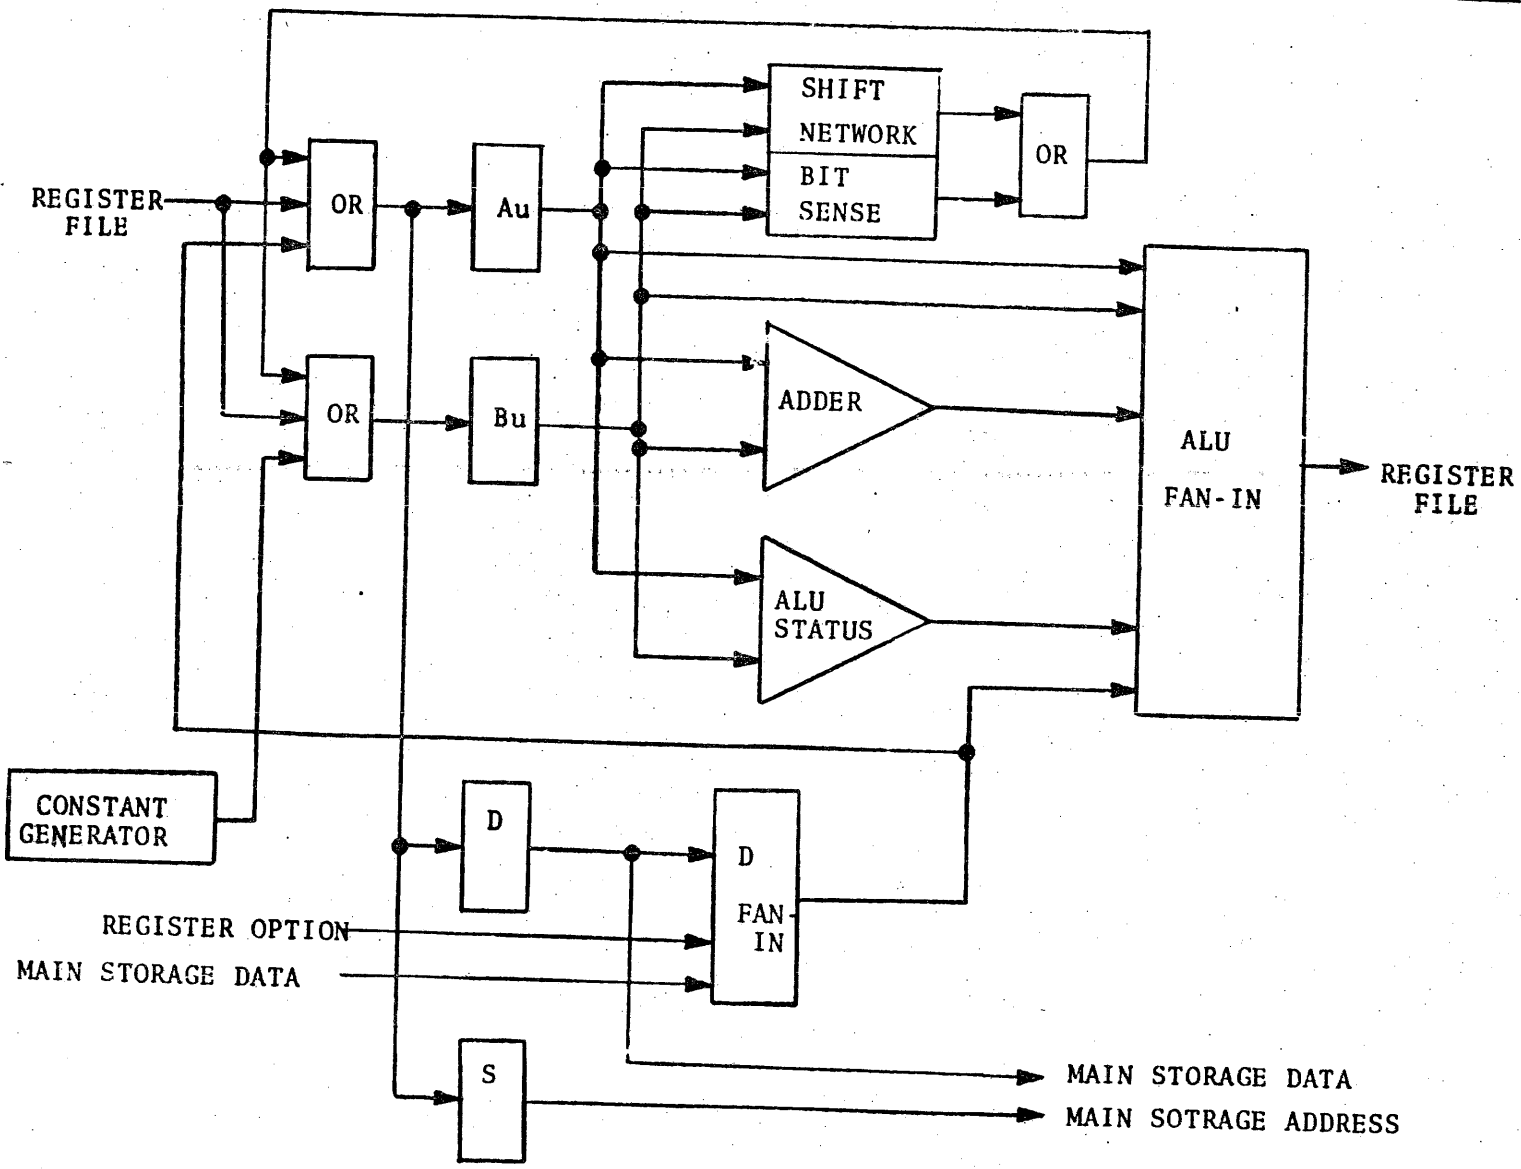 SHIFT
NETWORK
BIT
SENSE
OR
REGISTER
FILE
OR
Au
OR
Bu
ADDER
ALU
FAN-IN
REGISTER
FILE
ALU
STATUS
CONSTANT
GENERATOR
D
D
FAN-
IN
REGISTER OPTION
MAIN STORAGE DATA
S
MAIN STORAGE DATA
MAIN SOTRAGE ADDRESS